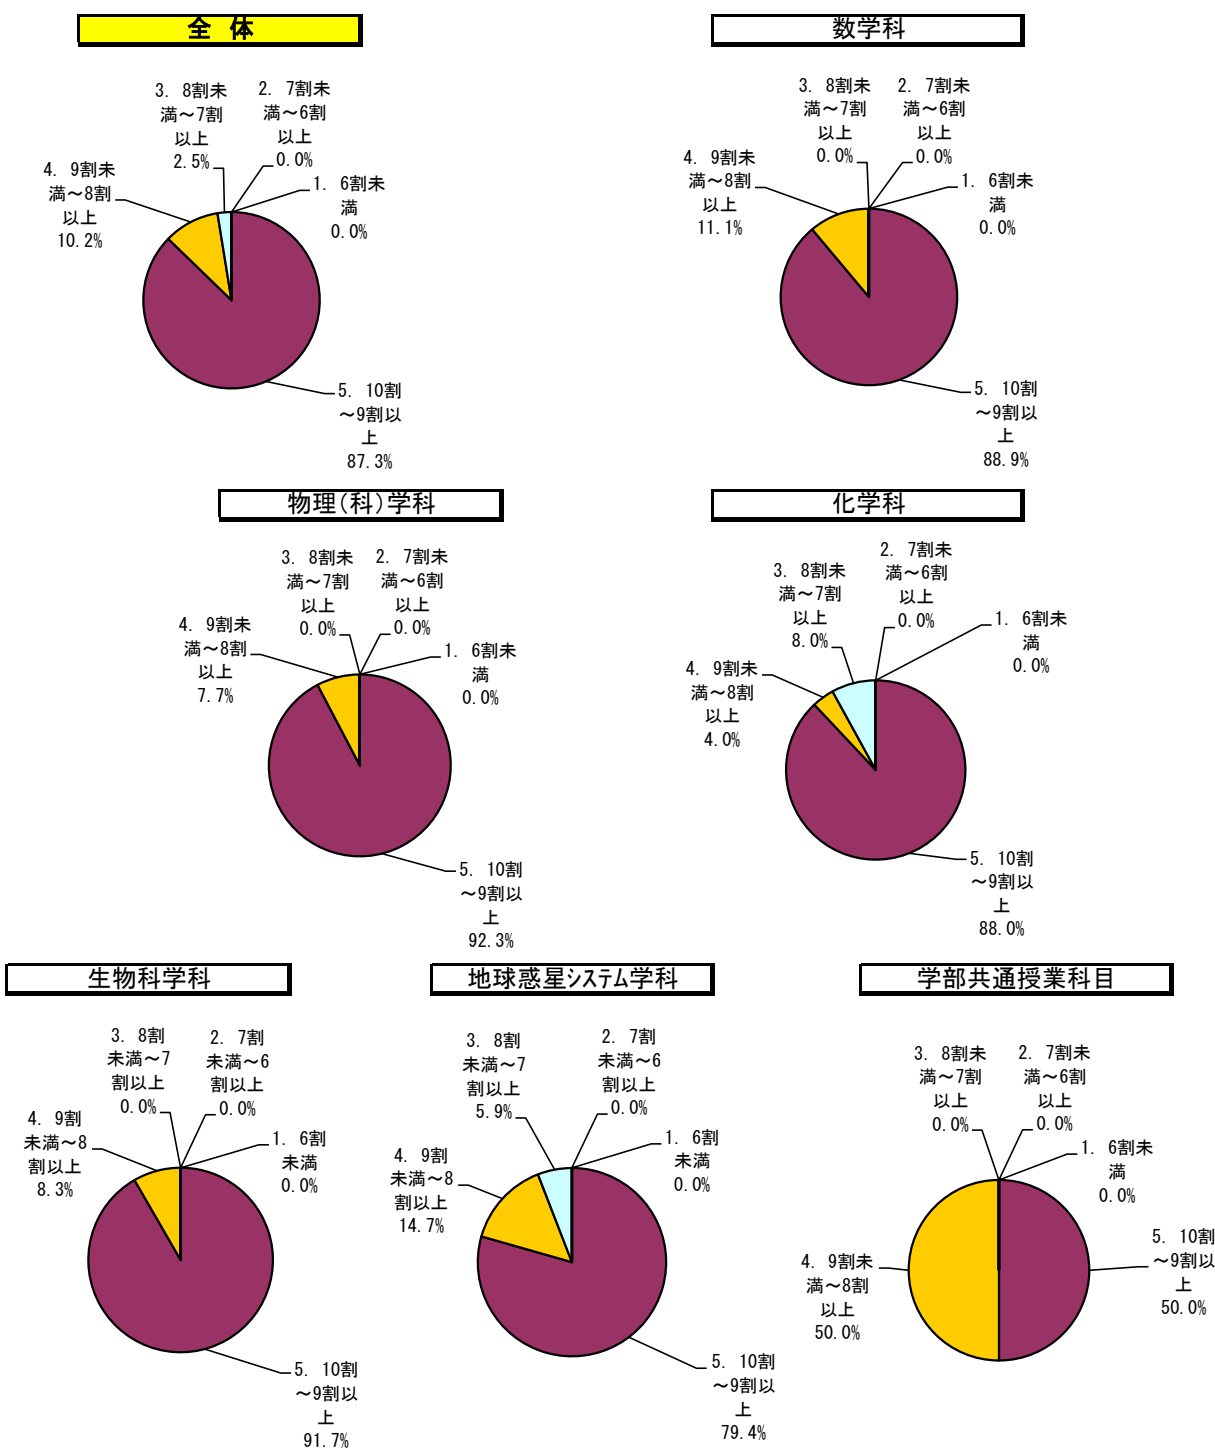 全 体
3. 8割未
満～7割
以上
2.5%
2. 7割未
満～6割
以上
0.0%
4. 9割未
満～8割
以上
10.2%
1. 6割未
満
0.0%
5. 10割
～9割以
上
87.3%
数学科
3. 8割未
満～7割
以上
0.0%
2. 7割未
満～6割
以上
0.0%
4. 9割未
満～8割
以上
11.1%
1. 6割未
満
0.0%
5. 10割
～9割以
上
88.9%
物理(科)学科
3. 8割未
満～7割
以上
0.0%
2. 7割未
満～6割
以上
0.0%
4. 9割未
満～8割
以上
7.7%
1. 6割未
満
0.0%
5. 10割
～9割以
上
92.3%
化学科
3. 8割未
満～7割
以上
8.0%
2. 7割未
満～6割
以上
0.0%
4. 9割未
満～8割
以上
4.0%
1. 6割未
満
0.0%
5. 10割
～9割以
上
88.0%
生物科学科
3. 8割
未満～7
割以上
0.0%
2. 7割
未満～6
割以上
0.0%
4. 9割
未満～8
割以上
8.3%
1. 6割
未満
0.0%
5. 10割
～9割以
上
91.7%
地球惑星ｼｽﾃﾑ学科
3. 8割
未満～7
割以上
5.9%
2. 7割
未満～6
割以上
0.0%
4. 9割
未満～8
割以上
14.7%
1. 6割
未満
0.0%
5. 10割
～9割以
上
79.4%
学部共通授業科目
3. 8割未
満～7割
以上
0.0%
2. 7割未
満～6割
以上
0.0%
1. 6割未
満
0.0%
4. 9割未
満～8割
以上
50.0%
5. 10割
～9割以
上
50.0%